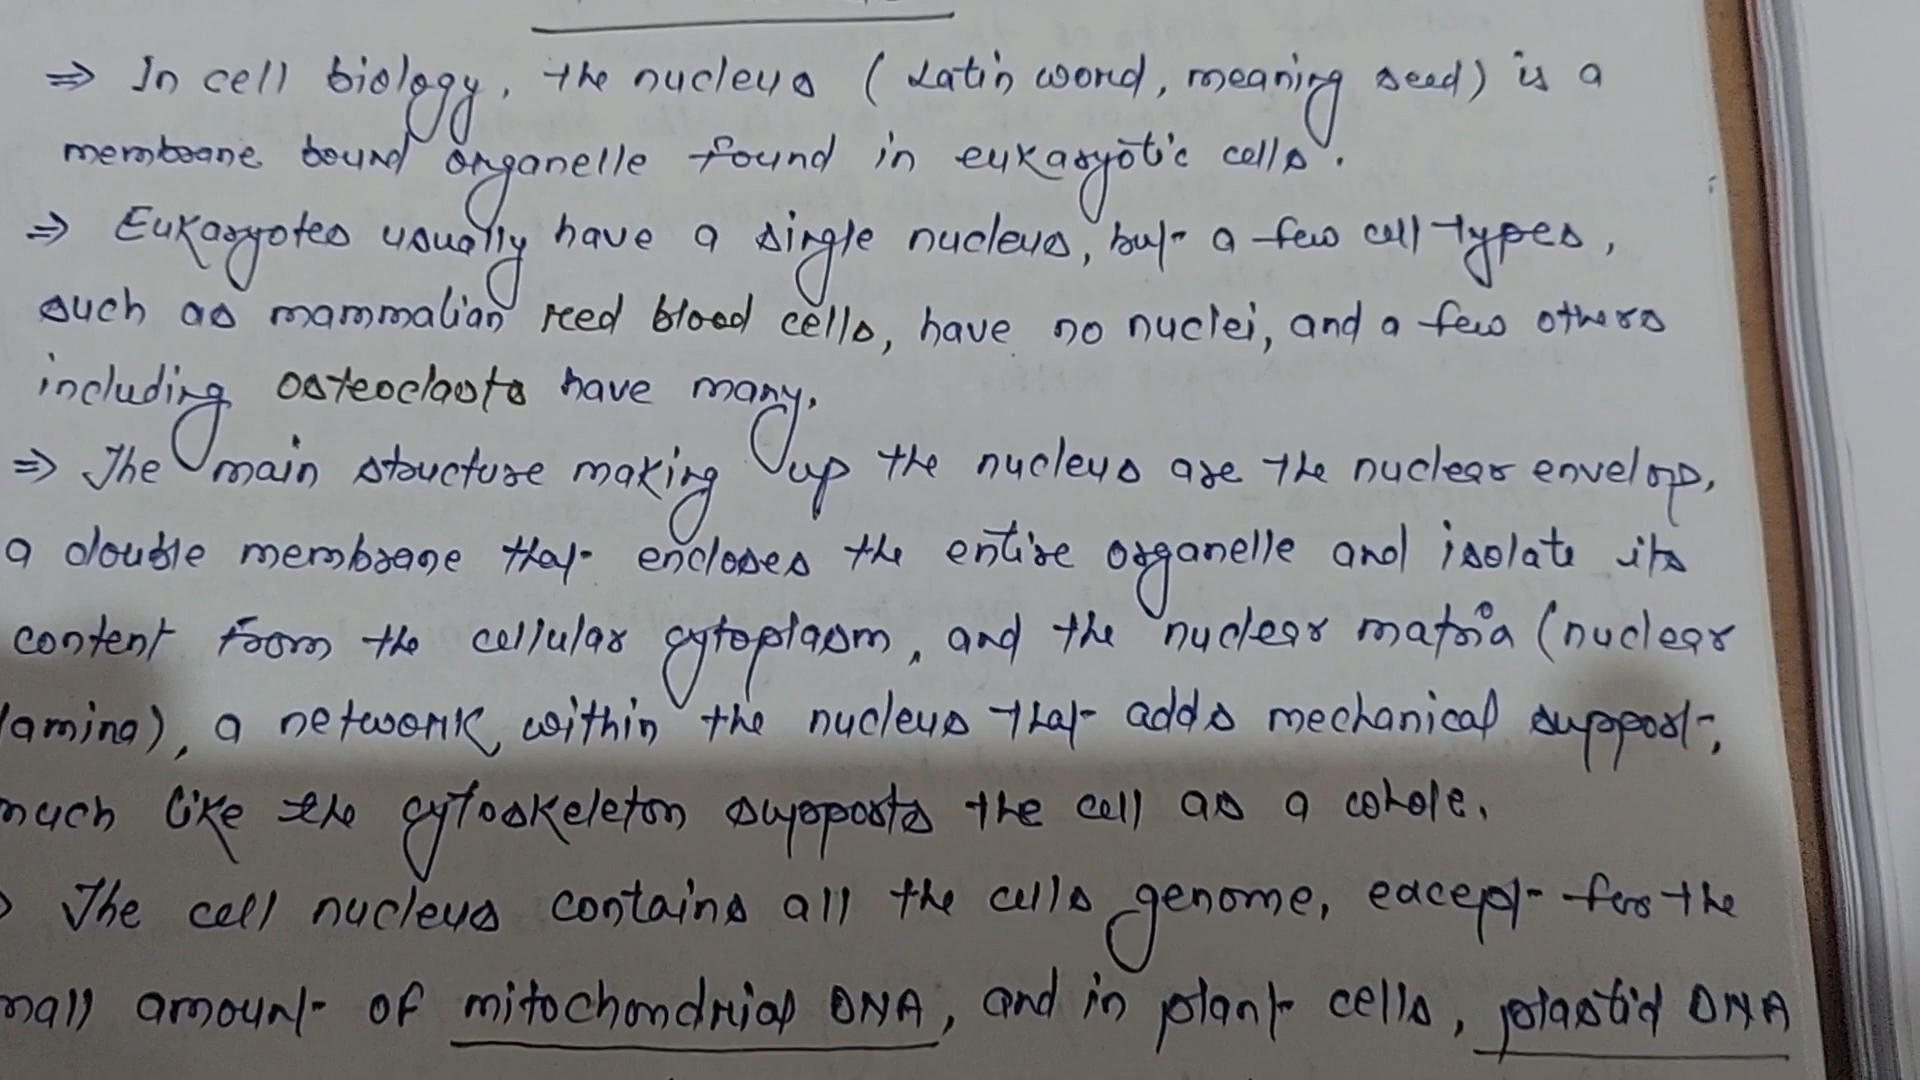 ⇒ In cell biology, the nucleus (Latin word, meaning seed) is a
membrane bound organelle found in eukaryotic cells.
⇒ Eukaryotes usually have a single nucleus, but a few cell types,
such as mammalian reed blood cells, have no nuclei, and a few others
including osteoclasts have many.
⇒ The main structure making up the nucleus are the nuclear envelop,
a double membrane that encloses the entire organelle and isolate its
content from the cellular cytoplasm, and the nuclear matrix (nuclear
lamina), a network within the nucleus that adds mechanical support,
much like the cytoskeleton supports the cell as a whole.
The cell nucleus contains all the cells genome, except for the
mall amount of mitochondrial DNA, and in plant cells, plastid DNA